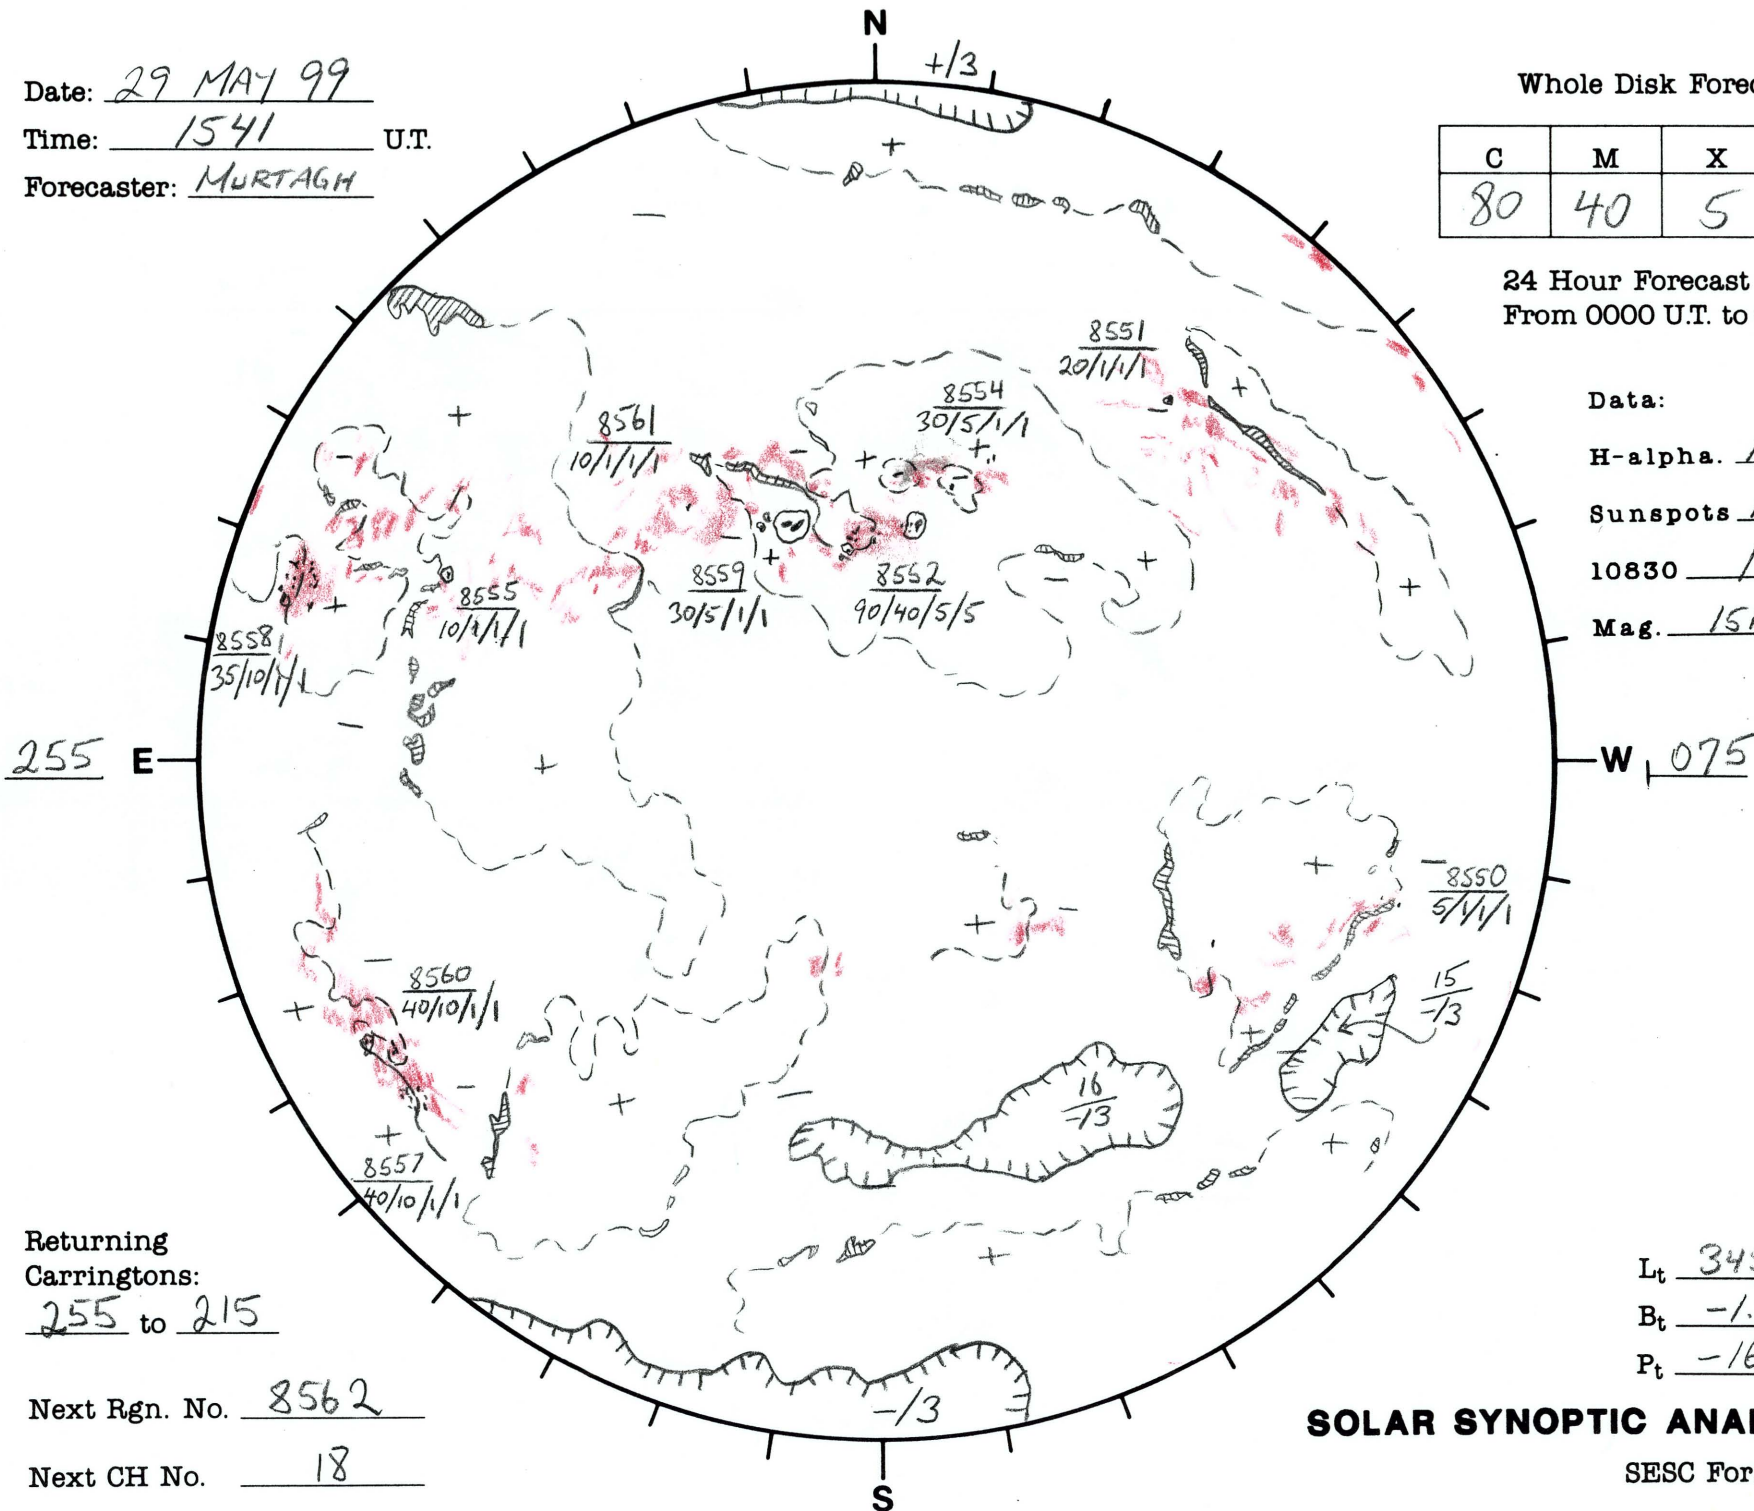 N
+/3
Date: 29 MAY 99
Time: 1541 U.T.
Forecaster: MURTAGH
C M X
80 40 5
24 Hour Forecast
From 0000 U.T. to
8551
20/1/1/1
8554
30/5/1/1
8561
10/1/1/1
Data:
H-alpha.
Sunspots
10830
Mag.
8559
30/5/1/1
8552
90/40/5/5
8555
10/1/1/1
8558
35/10/1/1
255 E
W 075
8550
5/1/1/1
8560
40/10/1/1
15
-/3
16
-/3
8557
40/10/1/1
Returning
Carringtons:
255 to 215
Lt
Bt
Pt
-/3
Next Rgn. No. 8562
SOLAR SYNOPTIC
Next CH No. 18
SESC
S